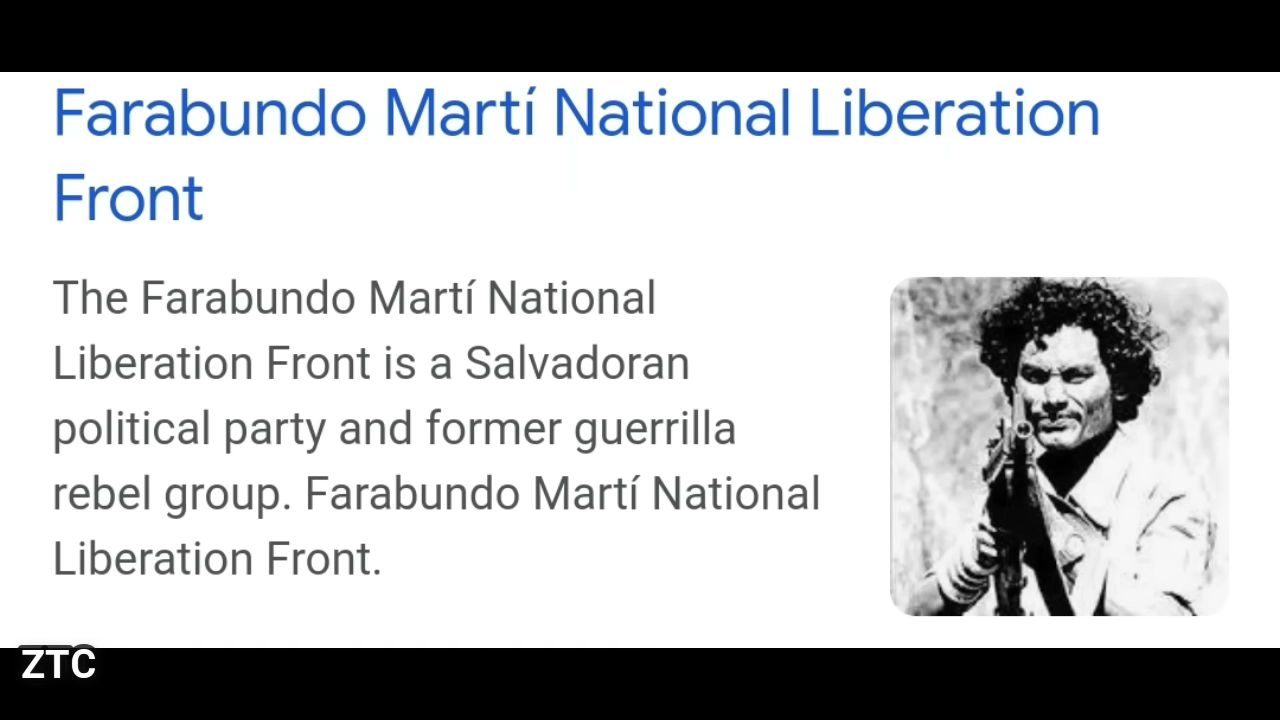 Farabundo Martí National Liberation
Front
The Farabundo Martí National
Liberation Front is a Salvadoran
political party and former guerrilla
rebel group. Farabundo Martí National
Liberation Front.
ZTC